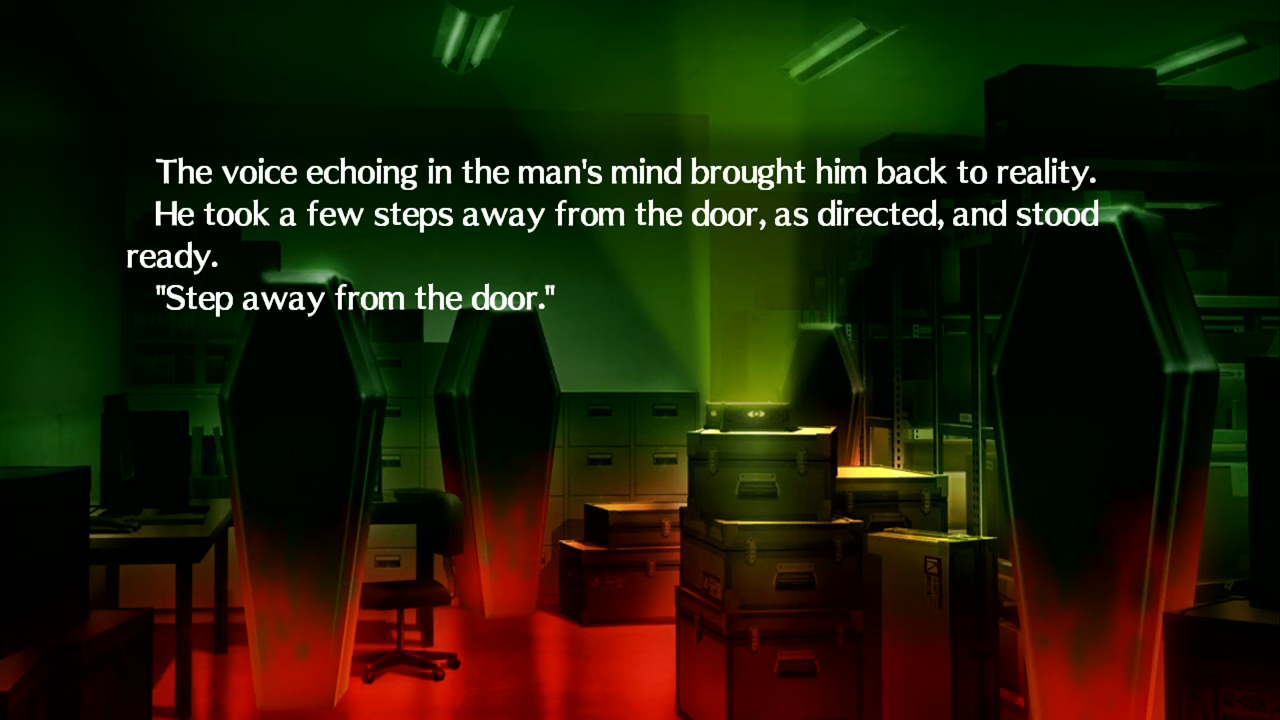 The voice echoing in the man's mind brought him back to reality.
He took a few steps away from the door, as directed, and stood
ready.
"Step away from the door."